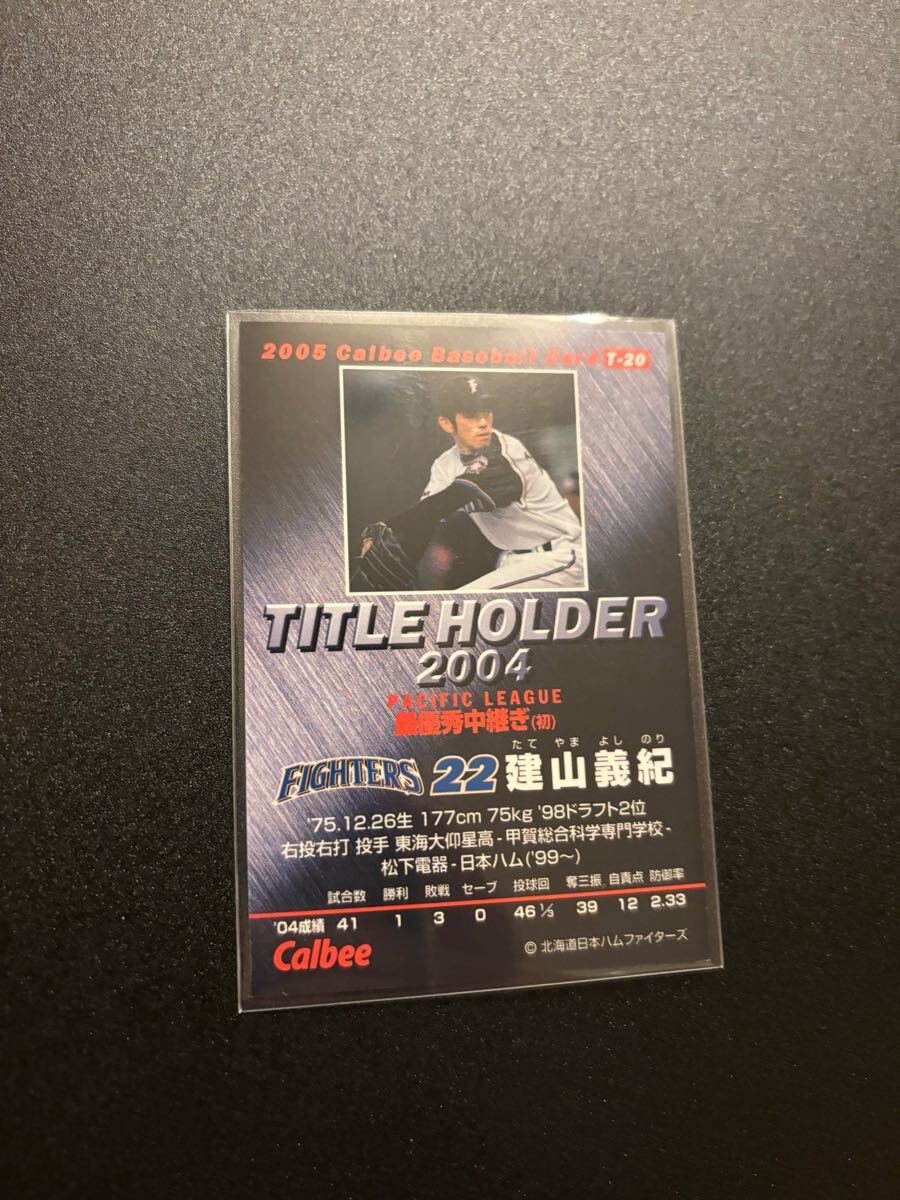 2005 Calbee Baseball Card T-20
TITLE HOLDER
2004
PACIFIC LEAGUE
最優秀中継ぎ(初)
たて やま よし のり
FIGHTERS 22 建山義紀
'75.12.26生 177cm 75kg '98ドラフト2位
右投右打 投手 東海大仰星高-甲賀総合科学専門学校-
松下電器-日本ハム('99〜)
試合数 勝利 敗戦 セーブ 投球回 奪三振 自責点 防御率
'04成績 41 1 3 0 46 1/3 39 12 2.33
Calbee © 北海道日本ハムファイターズ